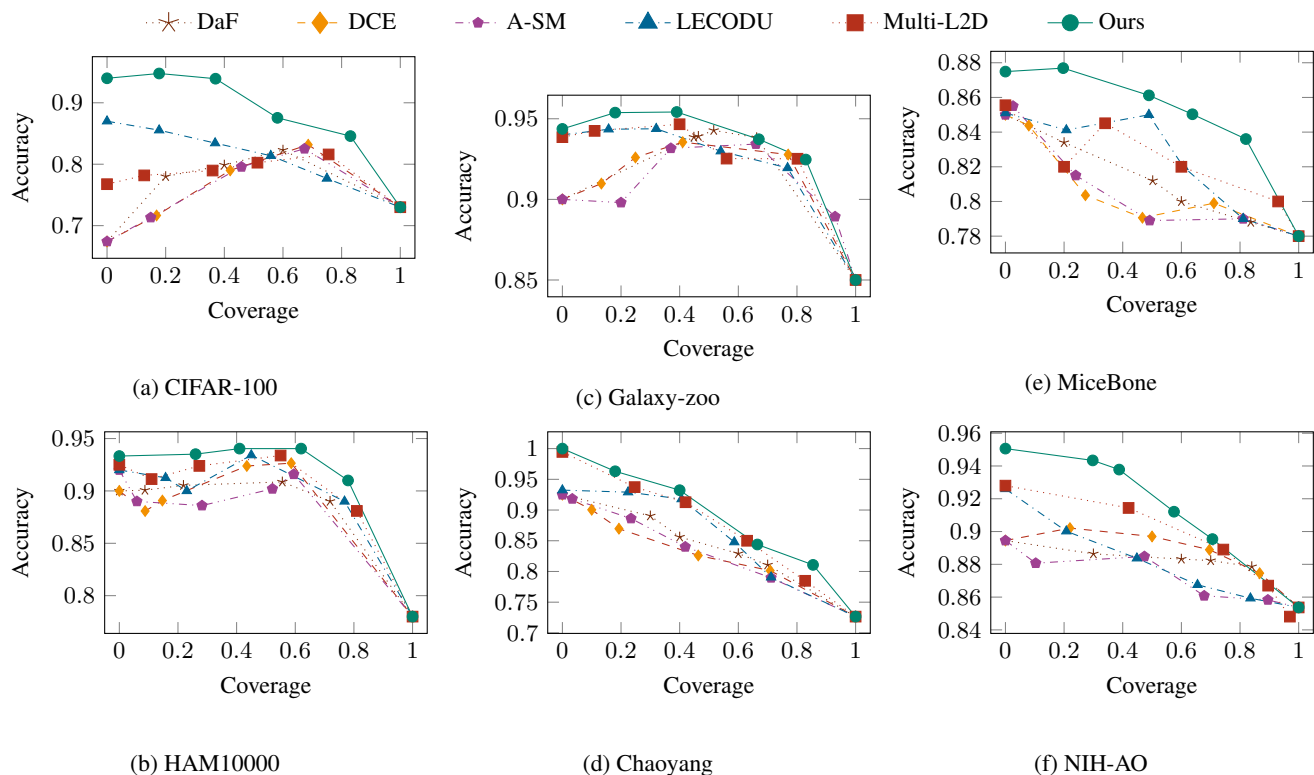 DaF DCE A-SM LECODU Multi-L2D Ours
0.9
0.8
0.7
Accuracy
0 0.2 0.4 0.6 0.8 1
Coverage
(a) CIFAR-100
0.95
0.9
0.85
Accuracy
0 0.2 0.4 0.6 0.8 1
Coverage
(c) Galaxy-zoo
0.88
0.86
0.84
0.82
0.8
0.78
Accuracy
0 0.2 0.4 0.6 0.8 1
Coverage
(e) MiceBone
0.95
0.9
0.85
0.8
Accuracy
0 0.2 0.4 0.6 0.8 1
Coverage
(b) HAM10000
1
0.95
0.9
0.85
0.8
0.75
0.7
Accuracy
0 0.2 0.4 0.6 0.8 1
Coverage
(d) Chaoyang
0.96
0.94
0.92
0.9
0.88
0.86
0.84
Accuracy
0 0.2 0.4 0.6 0.8 1
Coverage
(f) NIH-AO